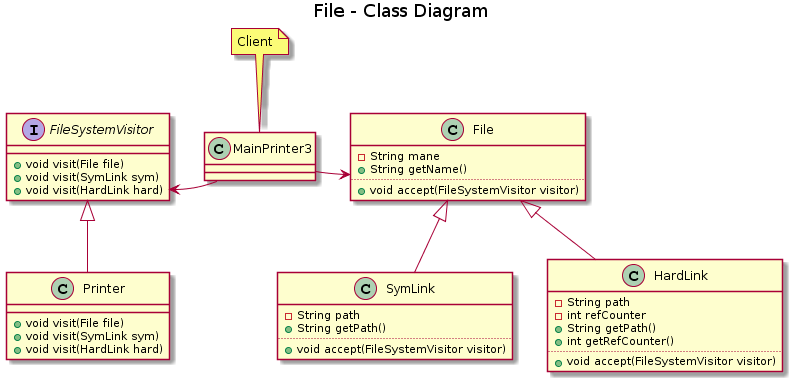 File - Class Diagram
Client
I FileSystemVisitor
void visit(File file)
void visit(SymLink sym)
void visit(HardLink hard)
C MainPrinter3
C File
String mane
String getName()
void accept(FileSystemVisitor visitor)
C Printer
void visit(File file)
void visit(SymLink sym)
void visit(HardLink hard)
C SymLink
String path
String getPath()
void accept(FileSystemVisitor visitor)
C HardLink
String path
int refCounter
String getPath()
int getRefCounter()
void accept(FileSystemVisitor visitor)